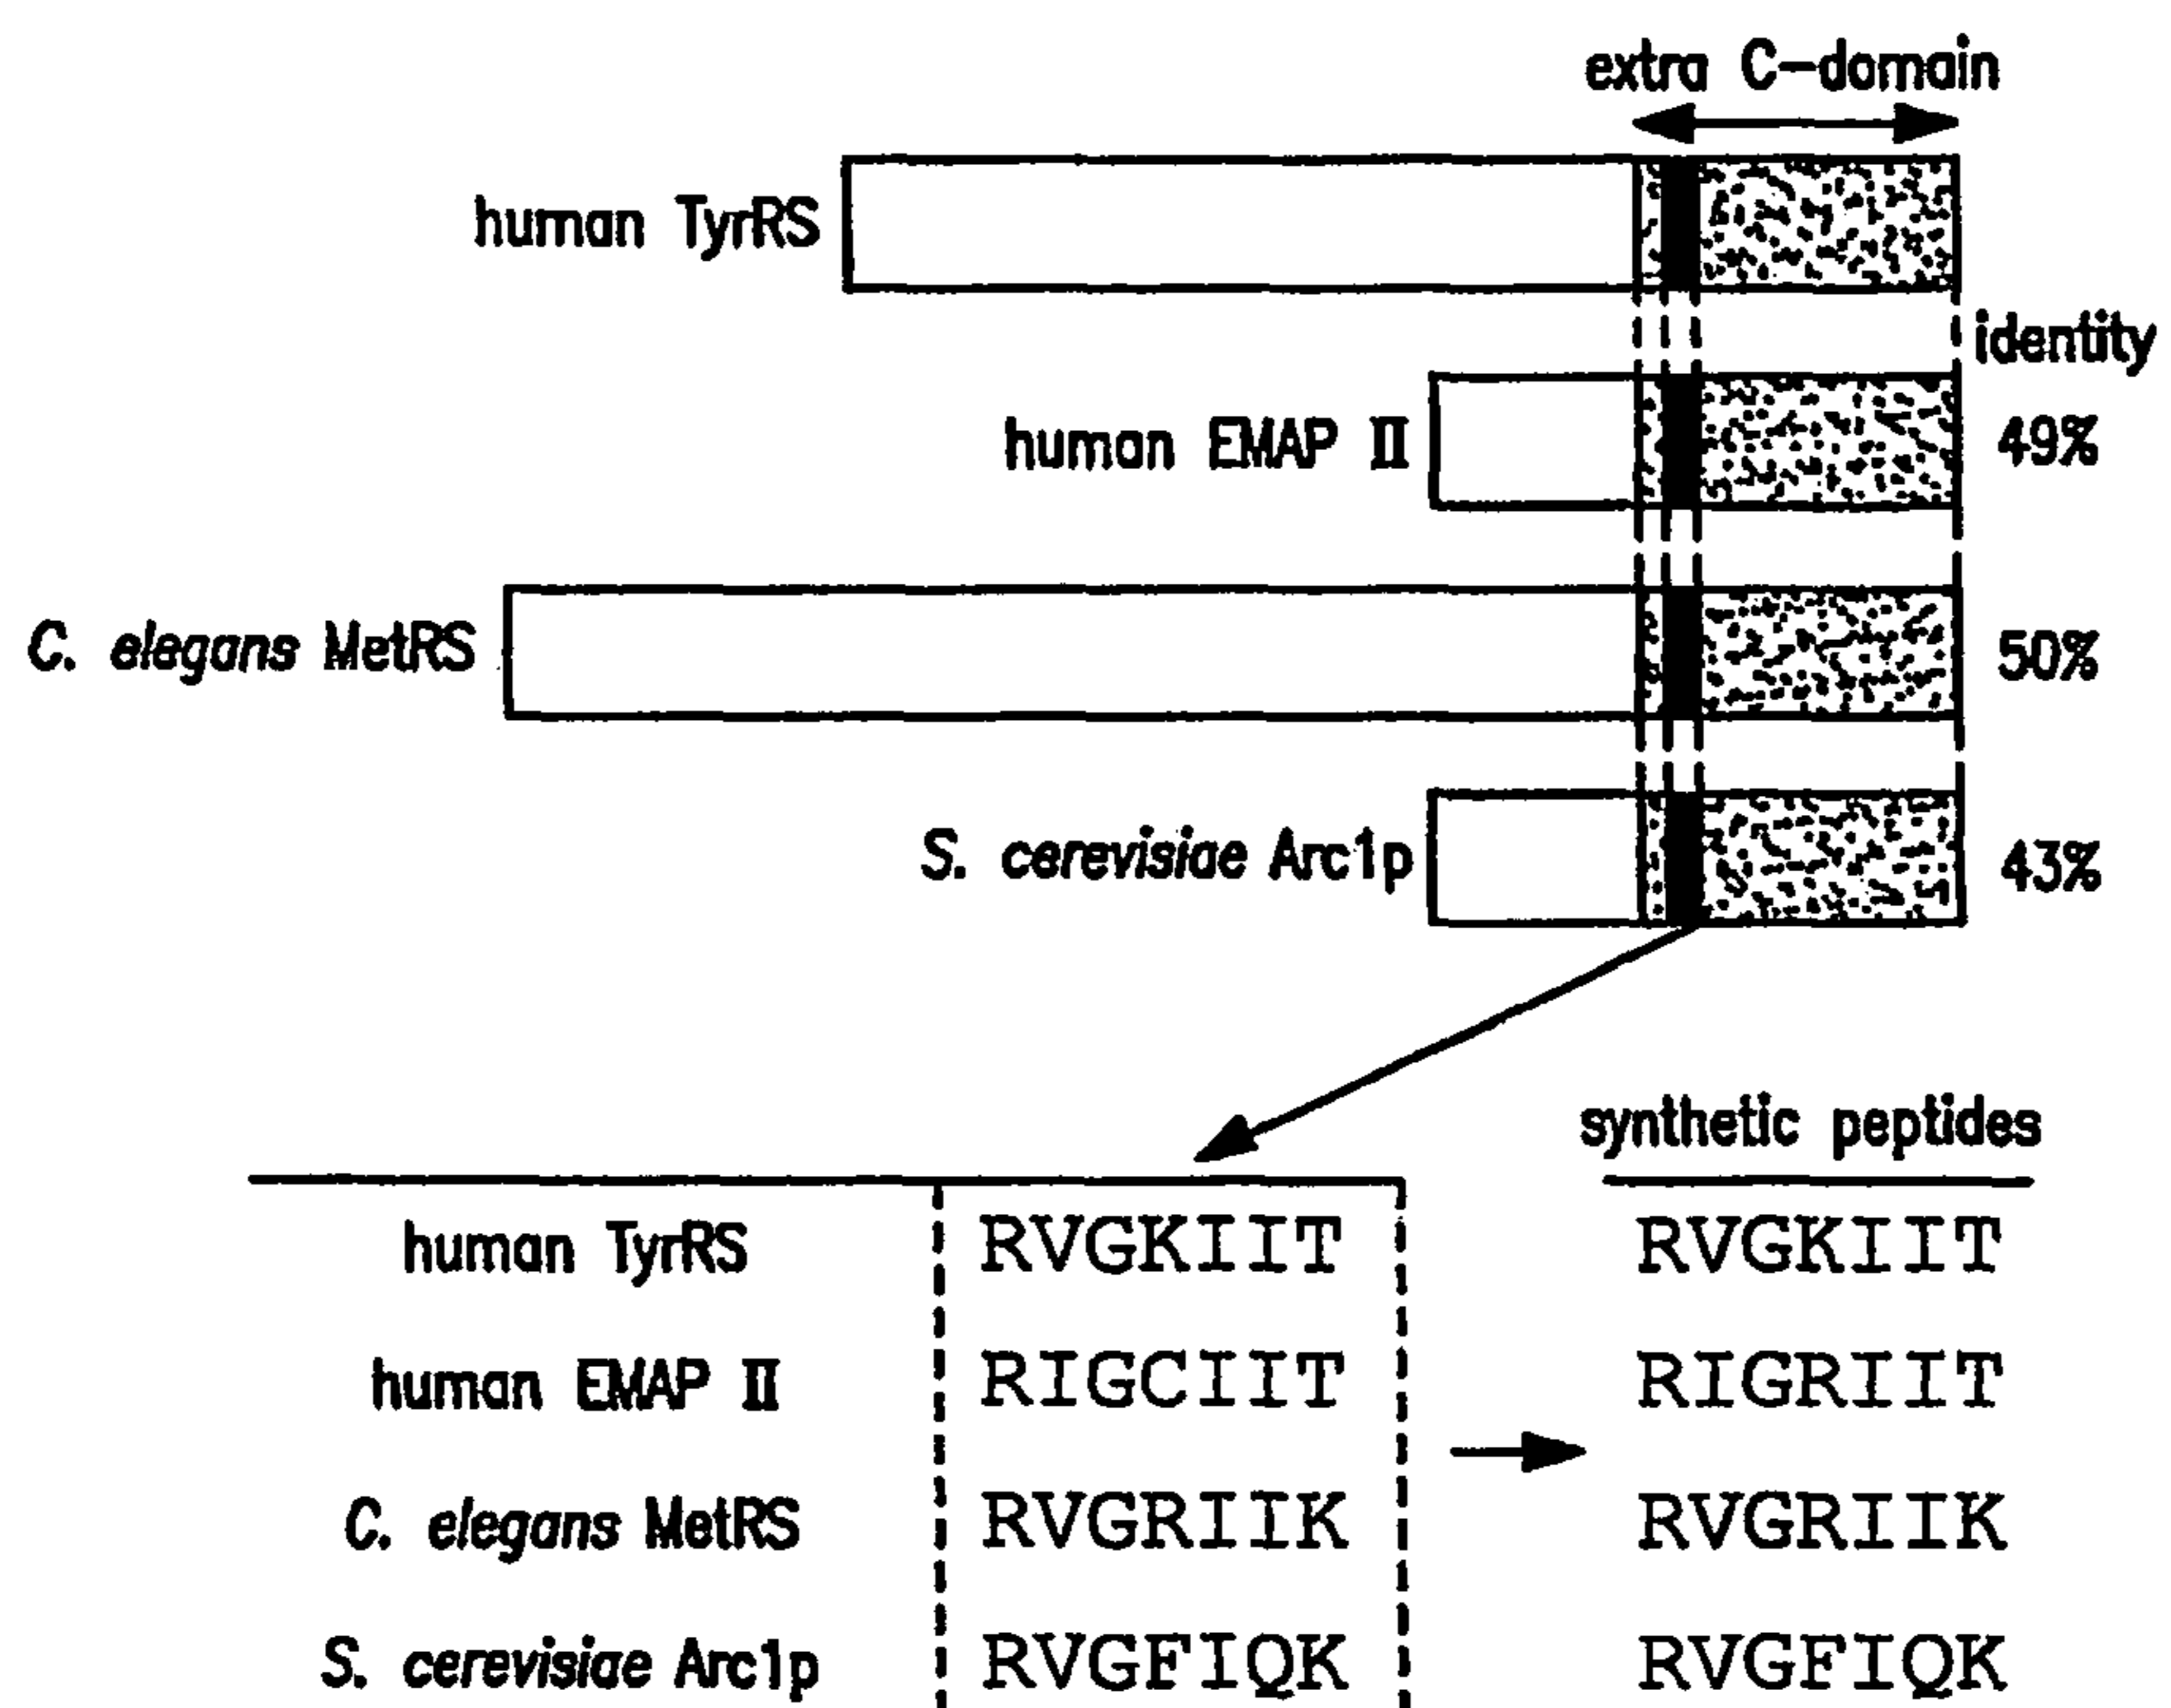 extra C-domain
human TyrRS
identity
human EMAP II 49%
C. elegans MetRS 50%
S. cerevisiae Arc1p 43%
synthetic peptides
human TyrRS RVGKIIT RVGKIIT
human EMAP II RIGCIIT RIGRIIT
C. elegans MetRS RVGRIIK RVGRIIK
S. cerevisiae Arc1p RVGFIQK RVGFIQK